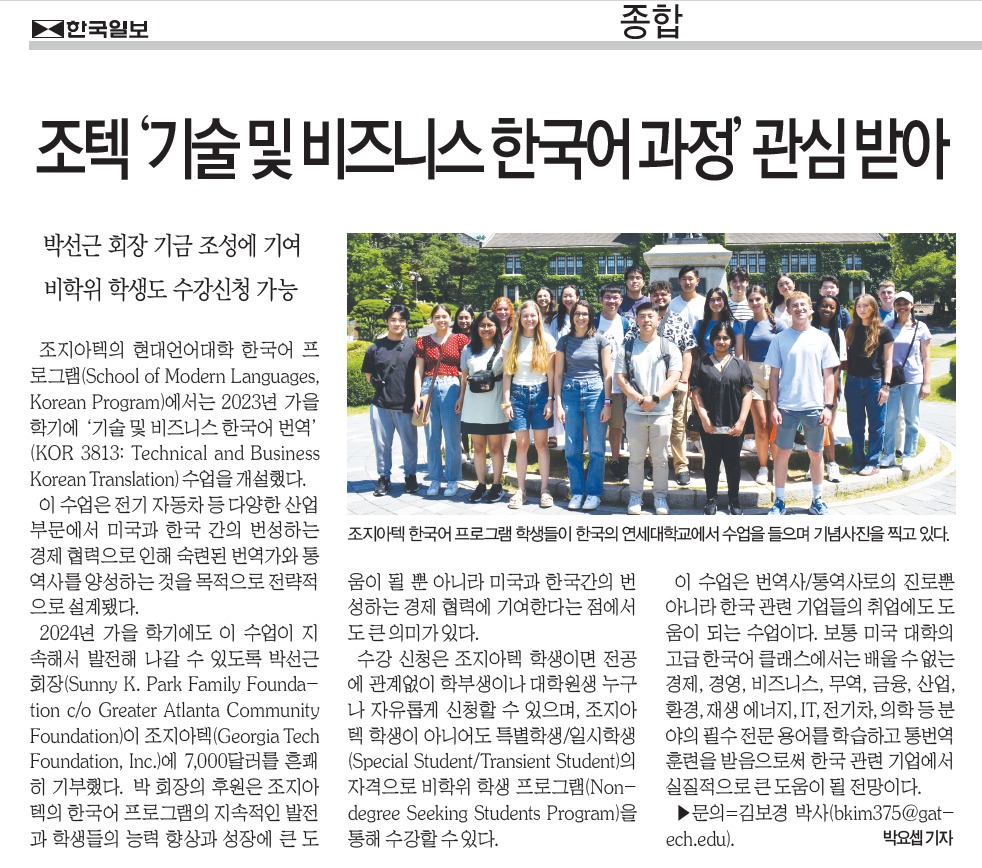 한국일보
종합
조텍 ‘기술 및 비즈니스 한국어 과정’ 관심 받아
박선근 회장 기금 조성에 기여
비학위 학생도 수강신청 가능
조지아텍의 현대언어대학 한국어 프
로그램(School of Modern Languages,
Korean Program)에서는 2023년 가을
학기에 ‘기술 및 비즈니스 한국어 번역’
(KOR 3813: Technical and Business
Korean Translation) 수업을 개설했다.
이 수업은 전기 자동차 등 다양한 산업
부문에서 미국과 한국 간의 번성하는
경제 협력으로 인해 숙련된 번역가와 통
역사를 양성하는 것을 목적으로 전략적
으로 설계됐다.
2024년 가을 학기에도 이 수업이 지
속해서 발전해 나갈 수 있도록 박선근
회장(Sunny K. Park Family Founda-
tion c/o Greater Atlanta Community
Foundation)이 조지아텍(Georgia Tech
Foundation, Inc.)에 7,000달러를 흔쾌
히 기부했다. 박 회장의 후원은 조지아
텍의 한국어 프로그램의 지속적인 발전
과 학생들의 능력 향상과 성장에 큰 도
조지아텍 한국어 프로그램 학생들이 한국의 연세대학교에서 수업을 들으며 기념사진을 찍고 있다.
움이 될 뿐 아니라 미국과 한국간의 번
성하는 경제 협력에 기여한다는 점에서
도 큰 의미가 있다.
수강 신청은 조지아텍 학생이면 전공
에 관계없이 학부생이나 대학원생 누구
나 자유롭게 신청할 수 있으며, 조지아
텍 학생이 아니어도 특별학생/일시학생
(Special Student/Transient Student)의
자격으로 비학위 학생 프로그램(Non-
degree Seeking Students Program)을
통해 수강할 수 있다.
이 수업은 번역사/통역사로의 진로뿐
아니라 한국 관련 기업들의 취업에도 도
움이 되는 수업이다. 보통 미국 대학의
고급 한국어 클래스에서는 배울 수 없는
경제, 경영, 비즈니스, 무역, 금융, 산업,
환경, 재생 에너지, IT, 전기차, 의학 등 분
야의 필수 전문 용어를 학습하고 통번역
훈련을 받음으로써 한국 관련 기업에서
실질적으로 큰 도움이 될 전망이다.
▶문의=김보경 박사(bkim375@gat-
ech.edu). 박요셉 기자